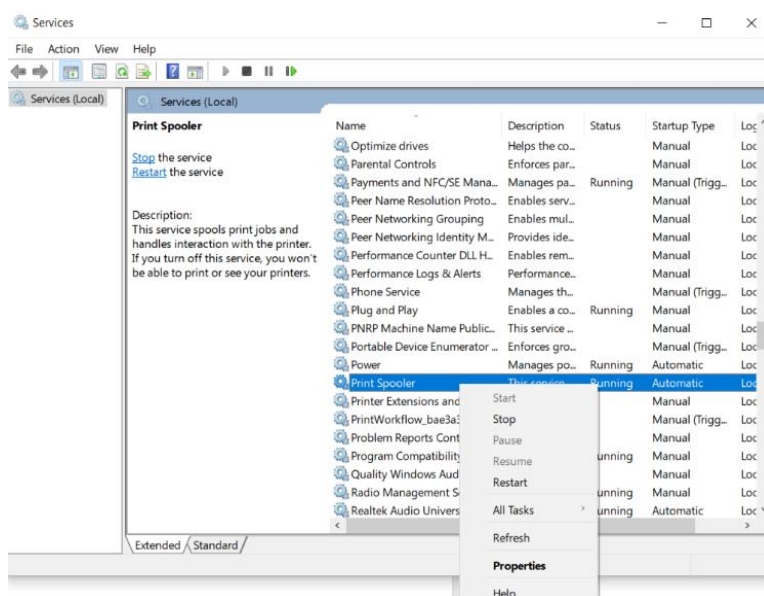 Services
File Action View Help
Services (Local)
Services (Local)
Print Spooler
Stop the service
Restart the service
Description:
This service spools print jobs and
handles interaction with the printer.
If you turn off this service, you won't
be able to print or see your printers.
Name Description Status Startup Type Log
Optimize drives Helps the co... Manual Loc
Parental Controls Enforces par... Manual Loc
Payments and NFC/SE Mana... Manages pa... Running Manual (Trigg... Loc
Peer Name Resolution Proto... Enables serv... Manual Loc
Peer Networking Grouping Enables mul... Manual Loc
Peer Networking Identity M... Provides ide... Manual Loc
Performance Counter DLL H... Enables rem... Manual Loc
Performance Logs & Alerts Performance... Manual Loc
Phone Service Manages th... Manual (Trigg... Loc
Plug and Play Enables a co... Running Manual Loc
PNRP Machine Name Public... This service ... Manual Loc
Portable Device Enumerator ... Enforces gro... Manual (Trigg... Loc
Power Manages po... Running Automatic Loc
Print Spooler This service Running Automatic Loc
Printer Extensions and Manual Loc
PrintWorkflow_bae3a3 Manual (Trigg... Loc
Problem Reports Cont Manual Loc
Program Compatibility unning Manual Loc
Quality Windows Aud Manual Loc
Radio Management S unning Manual Loc
Realtek Audio Univers unning Automatic Loc
Start
Stop
Pause
Resume
Restart
All Tasks
Refresh
Properties
Help
Extended Standard